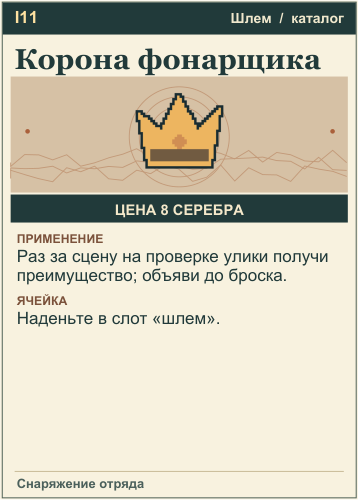 I11
Шлем / каталог
Корона фонарщика
ЦЕНА 8 СЕРЕБРА
ПРИМЕНЕНИЕ
Раз за сцену на проверке улики получи
преимущество; объяви до броска.
ЯЧЕЙКА
Наденьте в слот «шлем».
Снаряжение отряда